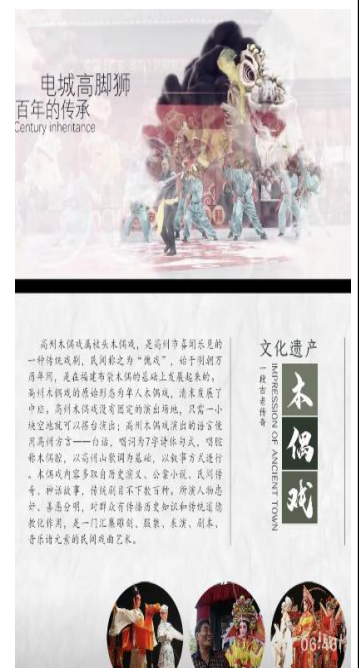 电城高脚狮
百年的传承
Century inheritance
高州木偶戏属杖头木偶戏，是高州市喜闻乐见的
一种传统戏剧，民间称之为“傀戏”，始于明朝万
历年间，是在福建布袋木偶的基础上发展起来的。
高州木偶戏的原始形态为单人木偶戏，清末发展了
中班。高州木偶戏没有固定的演出场地，只需一小
块空地就可以搭台演出；高州木偶戏演出的语言使
用高州方言——白话，唱词为7字诗体句式，唱腔
称木偶腔，以高州山歌调为基础，以叙事方式进行
。木偶戏内容多取自历史演义、公案小说、民间传
奇、神话故事，传统剧目不下数百种。所演人物忠
奸、善恶分明，对群众有传播历史知识和传统道德
教化作用，是一门汇集雕刻、服装、表演、剧本、
音乐诸元素的民间戏曲艺术。
文化遗产
木偶戏
IMPRESSION OF ANCIENT TOWN
一段古老传奇
06:46